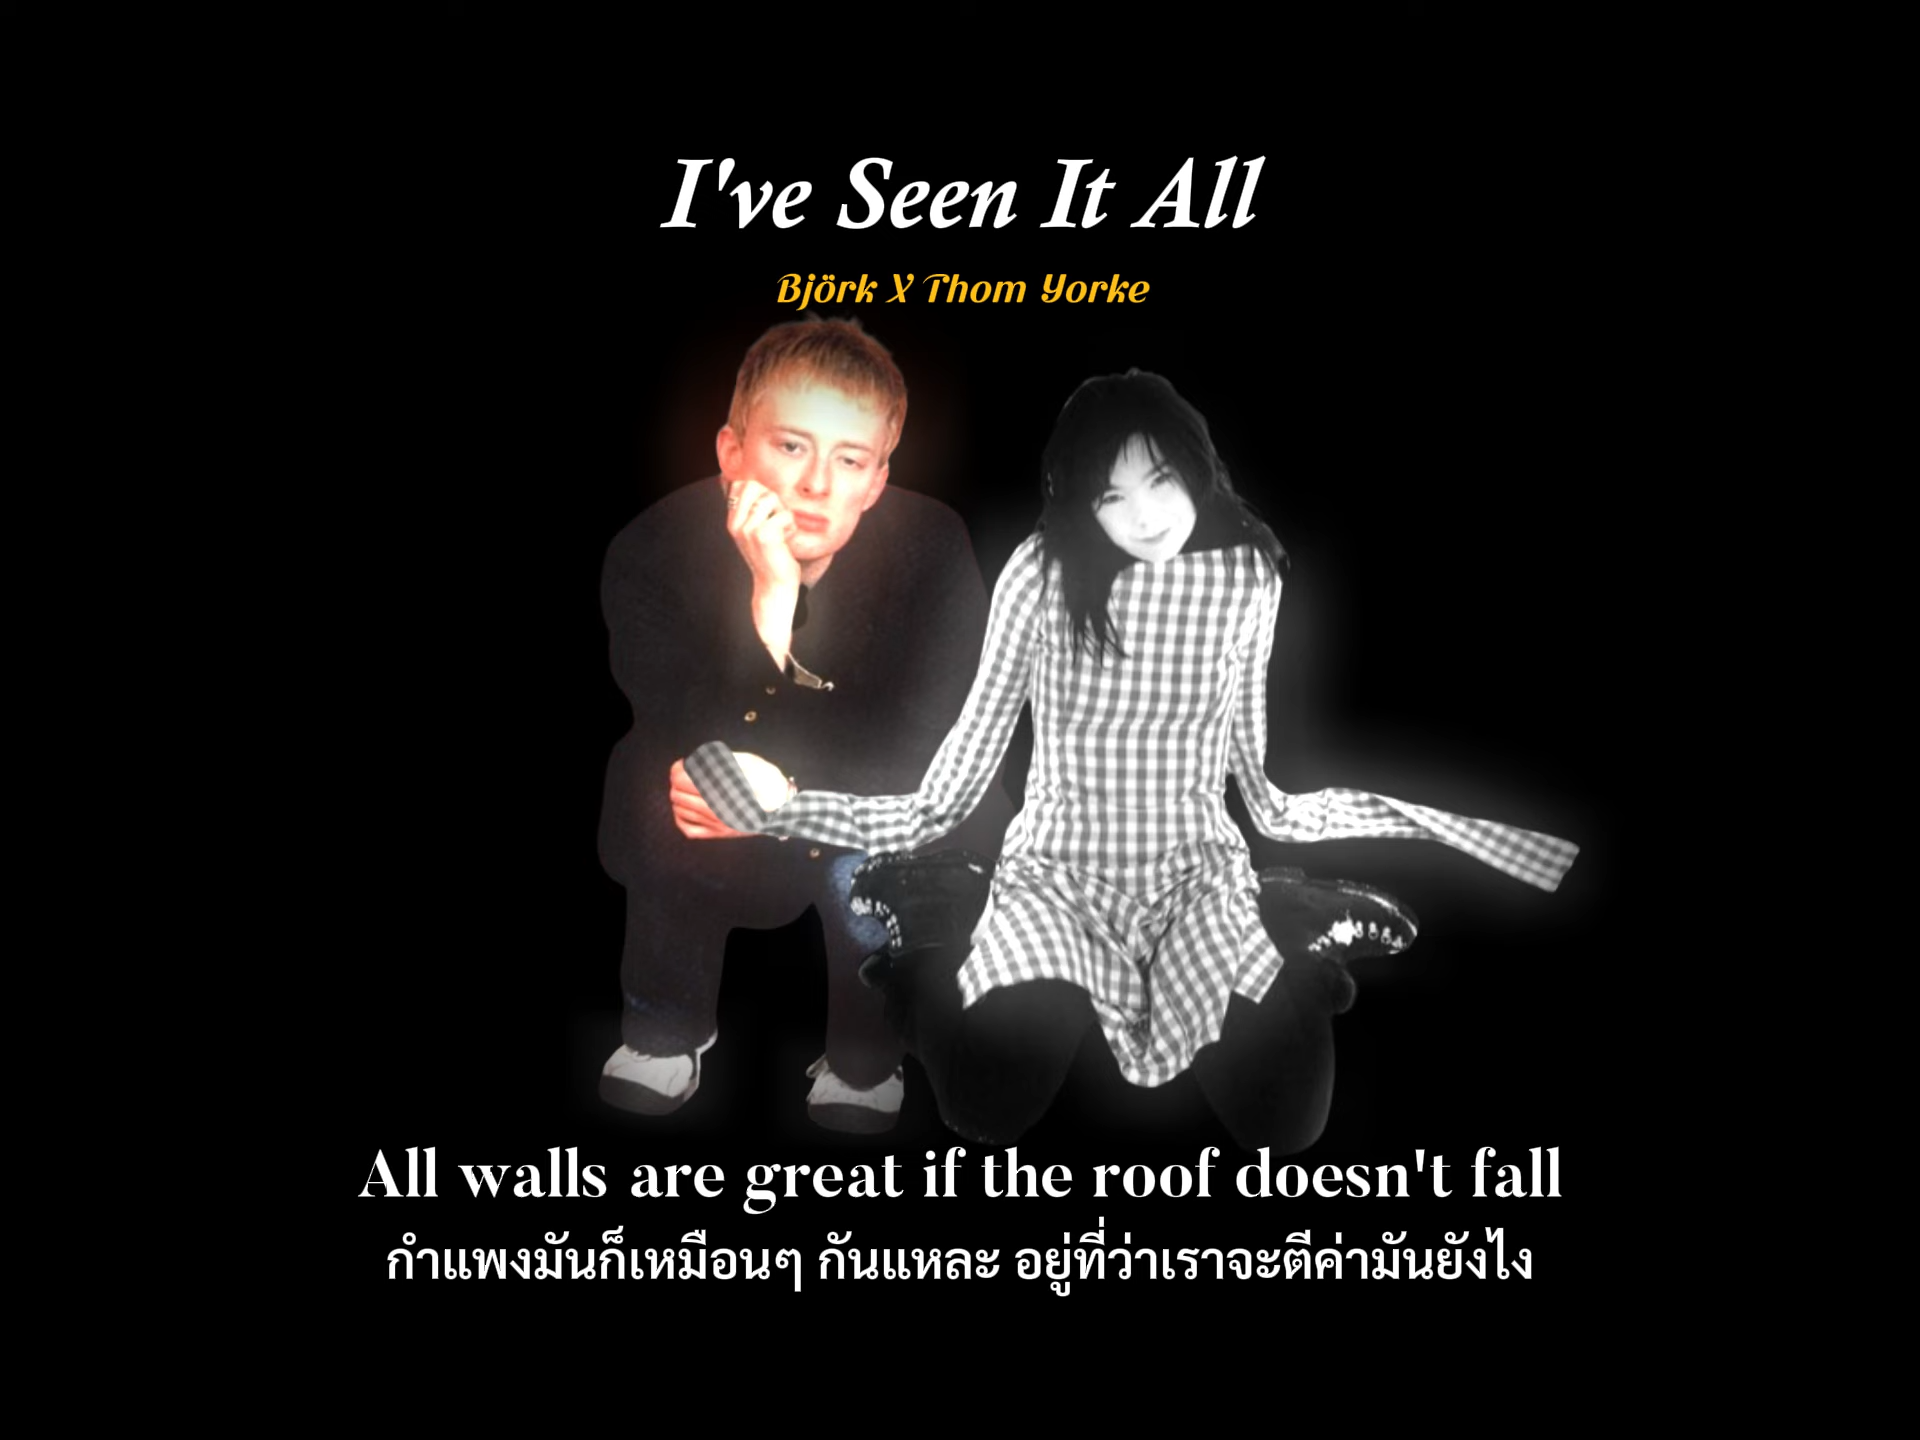 I've Seen It All
Björk X Thom Yorke
All walls are great if the roof doesn't fall
กำแพงมันก็เหมือนๆ กันแหละ อยู่ที่ว่าเราจะตีค่ามันยังไง